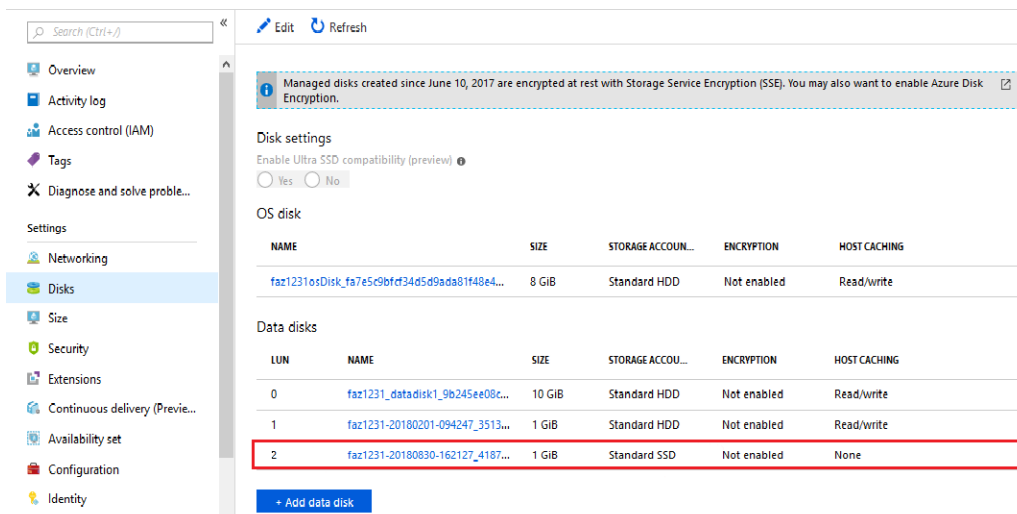 Search (Ctrl+/)
«
Overview
Activity log
Access control (IAM)
Tags
Diagnose and solve proble...
Settings
Networking
Disks
Size
Security
Extensions
Continuous delivery (Previe...
Availability set
Configuration
Identity
Edit Refresh
Managed disks created since June 10, 2017 are encrypted at rest with Storage Service Encryption (SSE). You may also want to enable Azure Disk
Encryption.
Disk settings
Enable Ultra SSD compatibility (preview)
Yes No
OS disk
NAME SIZE STORAGE ACCOUN... ENCRYPTION HOST CACHING
faz1231osDisk_fa7e5c9bfcf34d5d9ada81f48e4... 8 GiB Standard HDD Not enabled Read/write
Data disks
LUN NAME SIZE STORAGE ACCOU... ENCRYPTION HOST CACHING
0 faz1231_datadisk1_9b245ee08c... 10 GiB Standard HDD Not enabled Read/write
1 faz1231-20180201-094247_3513... 1 GiB Standard HDD Not enabled Read/write
2 faz1231-20180830-162127_4187... 1 GiB Standard SSD Not enabled None
+ Add data disk